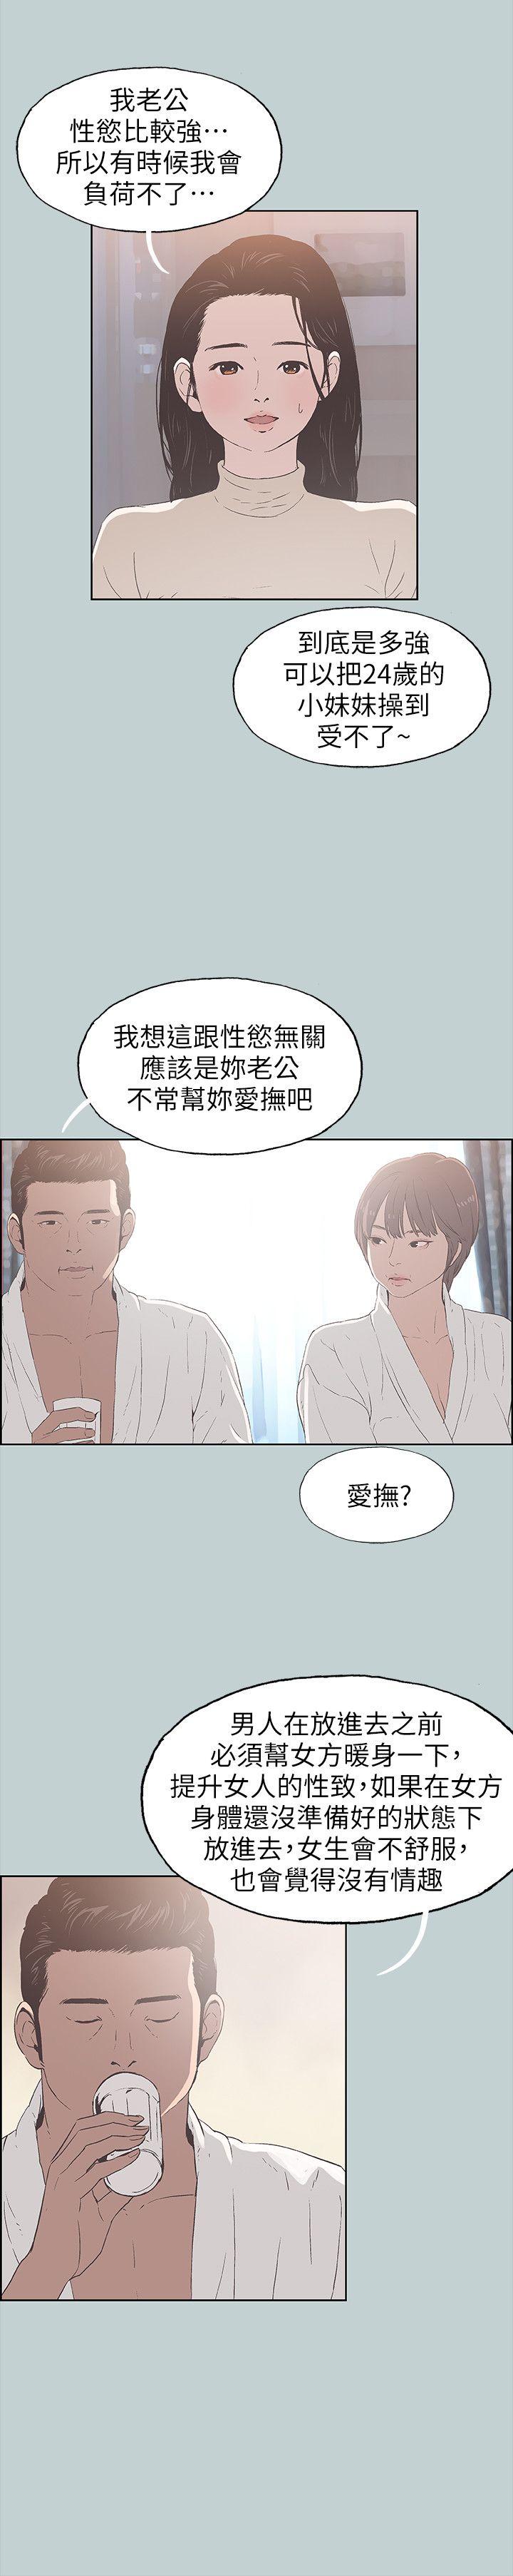 我老公
性慾比較強…
所以有時候我會
負荷不了…
到底是多強
可以把24歲的
小妹妹操到
受不了~
我想這跟性慾無關
應該是妳老公
不常幫妳愛撫吧
愛撫?
男人在放進去之前
必須幫女方暖身一下,
提升女人的性致,如果在女方
身體還沒準備好的狀態下
放進去,女生會不舒服,
也會覺得沒有情趣